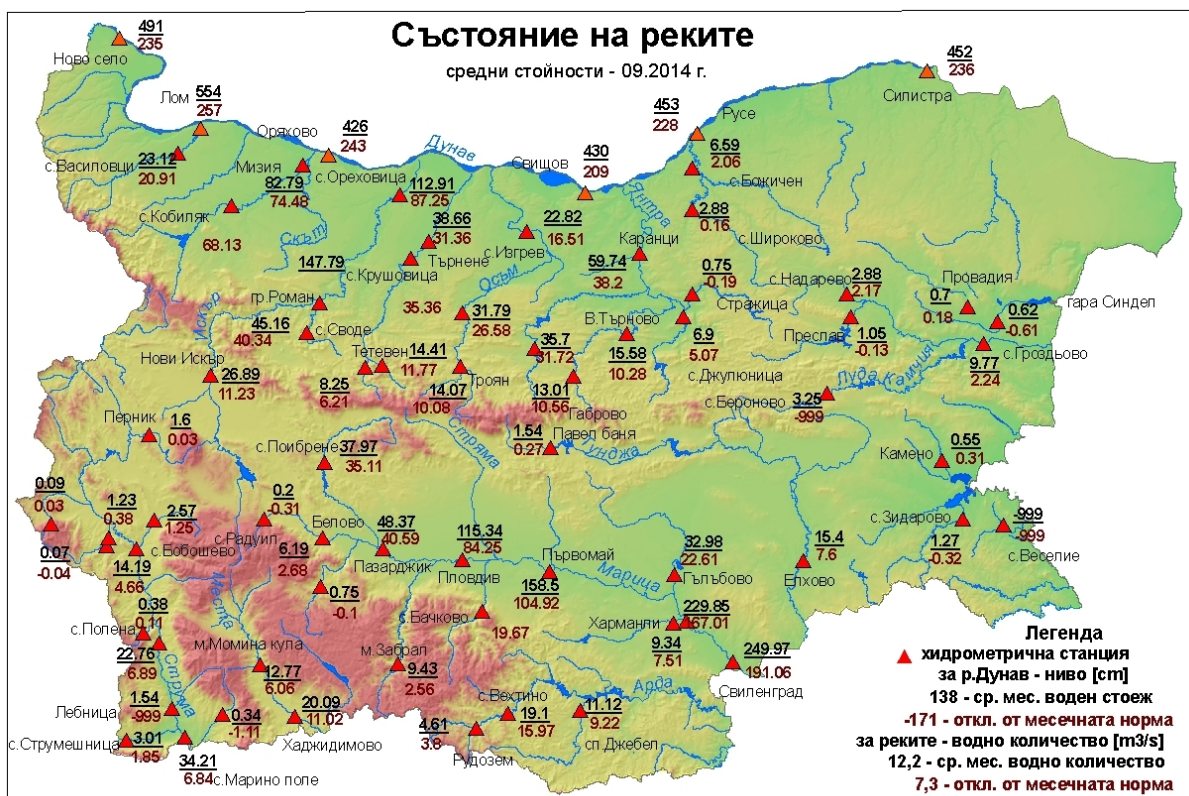 Състояние на реките
средни стойности - 09.2014 г.
491
235
Ново село
Лом
554
257
452
236
Силистра
453
228
Русе
Оряхово
426
243
Дунав
Свищов
430
209
6.59
2.06
с.Божичен
с.Василовци
23.12
20.91
Мизия
82.79
74.48
с.Ореховица
112.91
87.25
Янтра
2.88
0.16
с.Широково
с.Кобиляк
68.13
Скът
38.66
31.36
Търнене
22.82
16.51
с.Изгрев
Каранци
59.74
38.2
147.79
с.Крушовица
Осъм
0.75
-0.19
Стражица
с.Надарево
2.88
2.17
Провадия
0.7
0.18
0.62
-0.61
гара Синдел
Искър
гр.Роман
35.36
31.79
26.58
В.Търново
Преслав
1.05
-0.13
45.16
40.34
с.Своде
35.7
31.72
15.58
10.28
6.9
5.07
с.Джулюница
9.77
2.24
с.Гроздьово
Луда Камчия
Нови Искър
26.89
11.23
Тетевен
8.25
6.21
14.41
11.77
Троян
14.07
10.08
13.01
10.56
Габрово
с.Бероново
3.25
-999
Перник
1.6
0.03
с.Поибрене
37.97
35.11
Стряма
1.54
0.27
Павел баня
унджа
0.55
0.31
Камено
0.09
0.03
1.23
0.38
2.57
1.25
0.2
-0.31
с.Радуил
Белово
48.37
40.59
Пазарджик
115.34
84.25
Пловдив
Първомай
158.5
104.92
Марица
32.98
22.61
Гълъбово
15.4
7.6
Елхово
с.Зидарово
1.27
-0.32
-999
-999
с.Веселие
0.07
-0.04
с.Бобошево
14.19
4.66
6.19
2.68
0.75
-0.1
Места
0.38
0.11
с.Полена
22.76
6.89
с.Бачково
19.67
Харманли
9.34
7.51
229.85
167.01
249.97
191.06
Свиленград
м.Момина кула
12.77
6.06
м.Забрал
9.43
2.56
Струма
Лебница
1.54
-999
0.34
-1.11
20.09
11.02
Хаджидимово
с.Вехтино
19.1
15.97
Арда
11.12
9.22
сп.Джебел
4.61
3.8
Рудозем
с.Струмешница
3.01
1.85
34.21
6.84
с.Марино поле
Легенда
хидрометрична станция
за р.Дунав - ниво [cm]
138 - ср. мес. воден стоеж
-171 - откл. от месечната норма
за реките - водно количество [m3/s]
12,2 - ср. мес. водно количество
7,3 - откл. от месечната норма